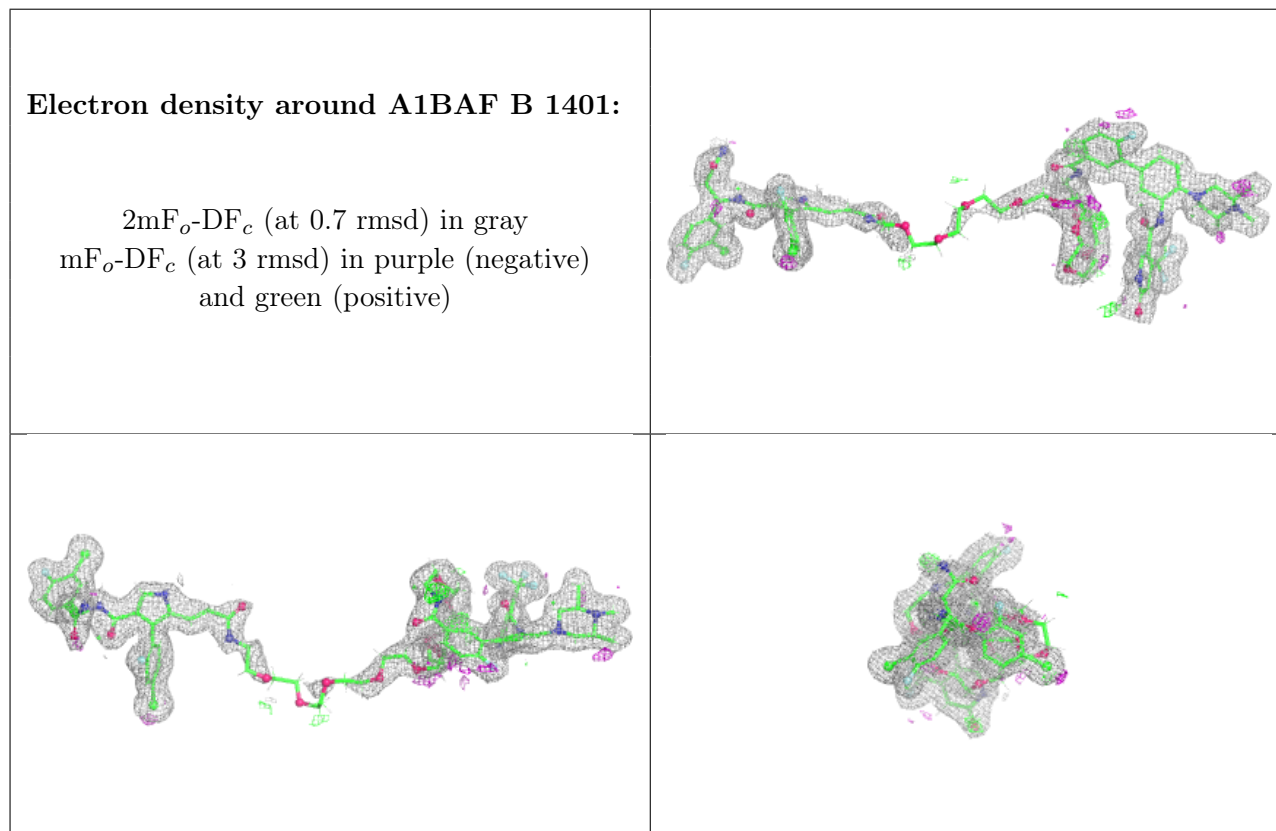 Electron density around A1BAF B 1401:
2mFo-DFc (at 0.7 rmsd) in gray
mFo-DFc (at 3 rmsd) in purple (negative)
and green (positive)